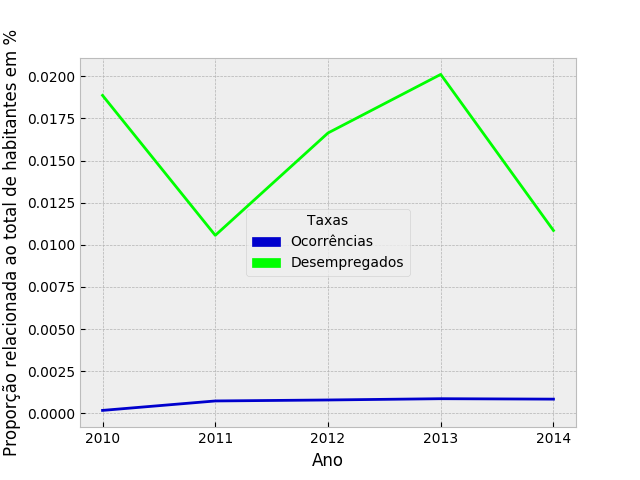 Proporção relacionada ao total de habitantes em %
0.0200
0.0175
0.0150
0.0125
0.0100
0.0075
0.0050
0.0025
0.0000
Taxas
Ocorrências
Desempregados
2010 2011 2012 2013 2014
Ano